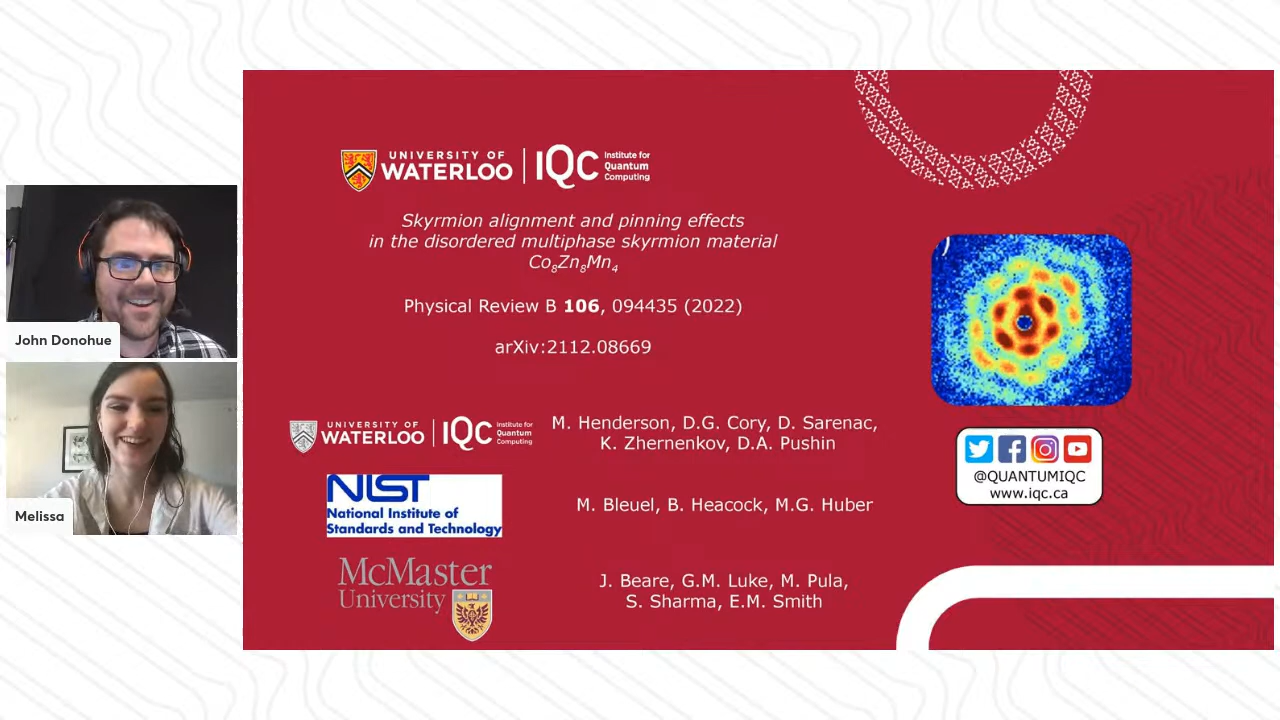 UNIVERSITY OF
WATERLOO
IQC
Institute for
Quantum
Computing
Skyrmion alignment and pinning effects
in the disordered multiphase skyrmion material
Co₈Zn₈Mn₄
Physical Review B 106, 094435 (2022)
arXiv:2112.08669
John Donohue
Melissa
UNIVERSITY OF
WATERLOO
IQC
Institute for
Quantum
Computing
M. Henderson, D.G. Cory, D. Sarenac,
K. Zhernenkov, D.A. Pushin
NIST
National Institute of
Standards and Technology
M. Bleuel, B. Heacock, M.G. Huber
McMaster
University
J. Beare, G.M. Luke, M. Pula,
S. Sharma, E.M. Smith
)
@QUANTUMIQC
www.iqc.ca